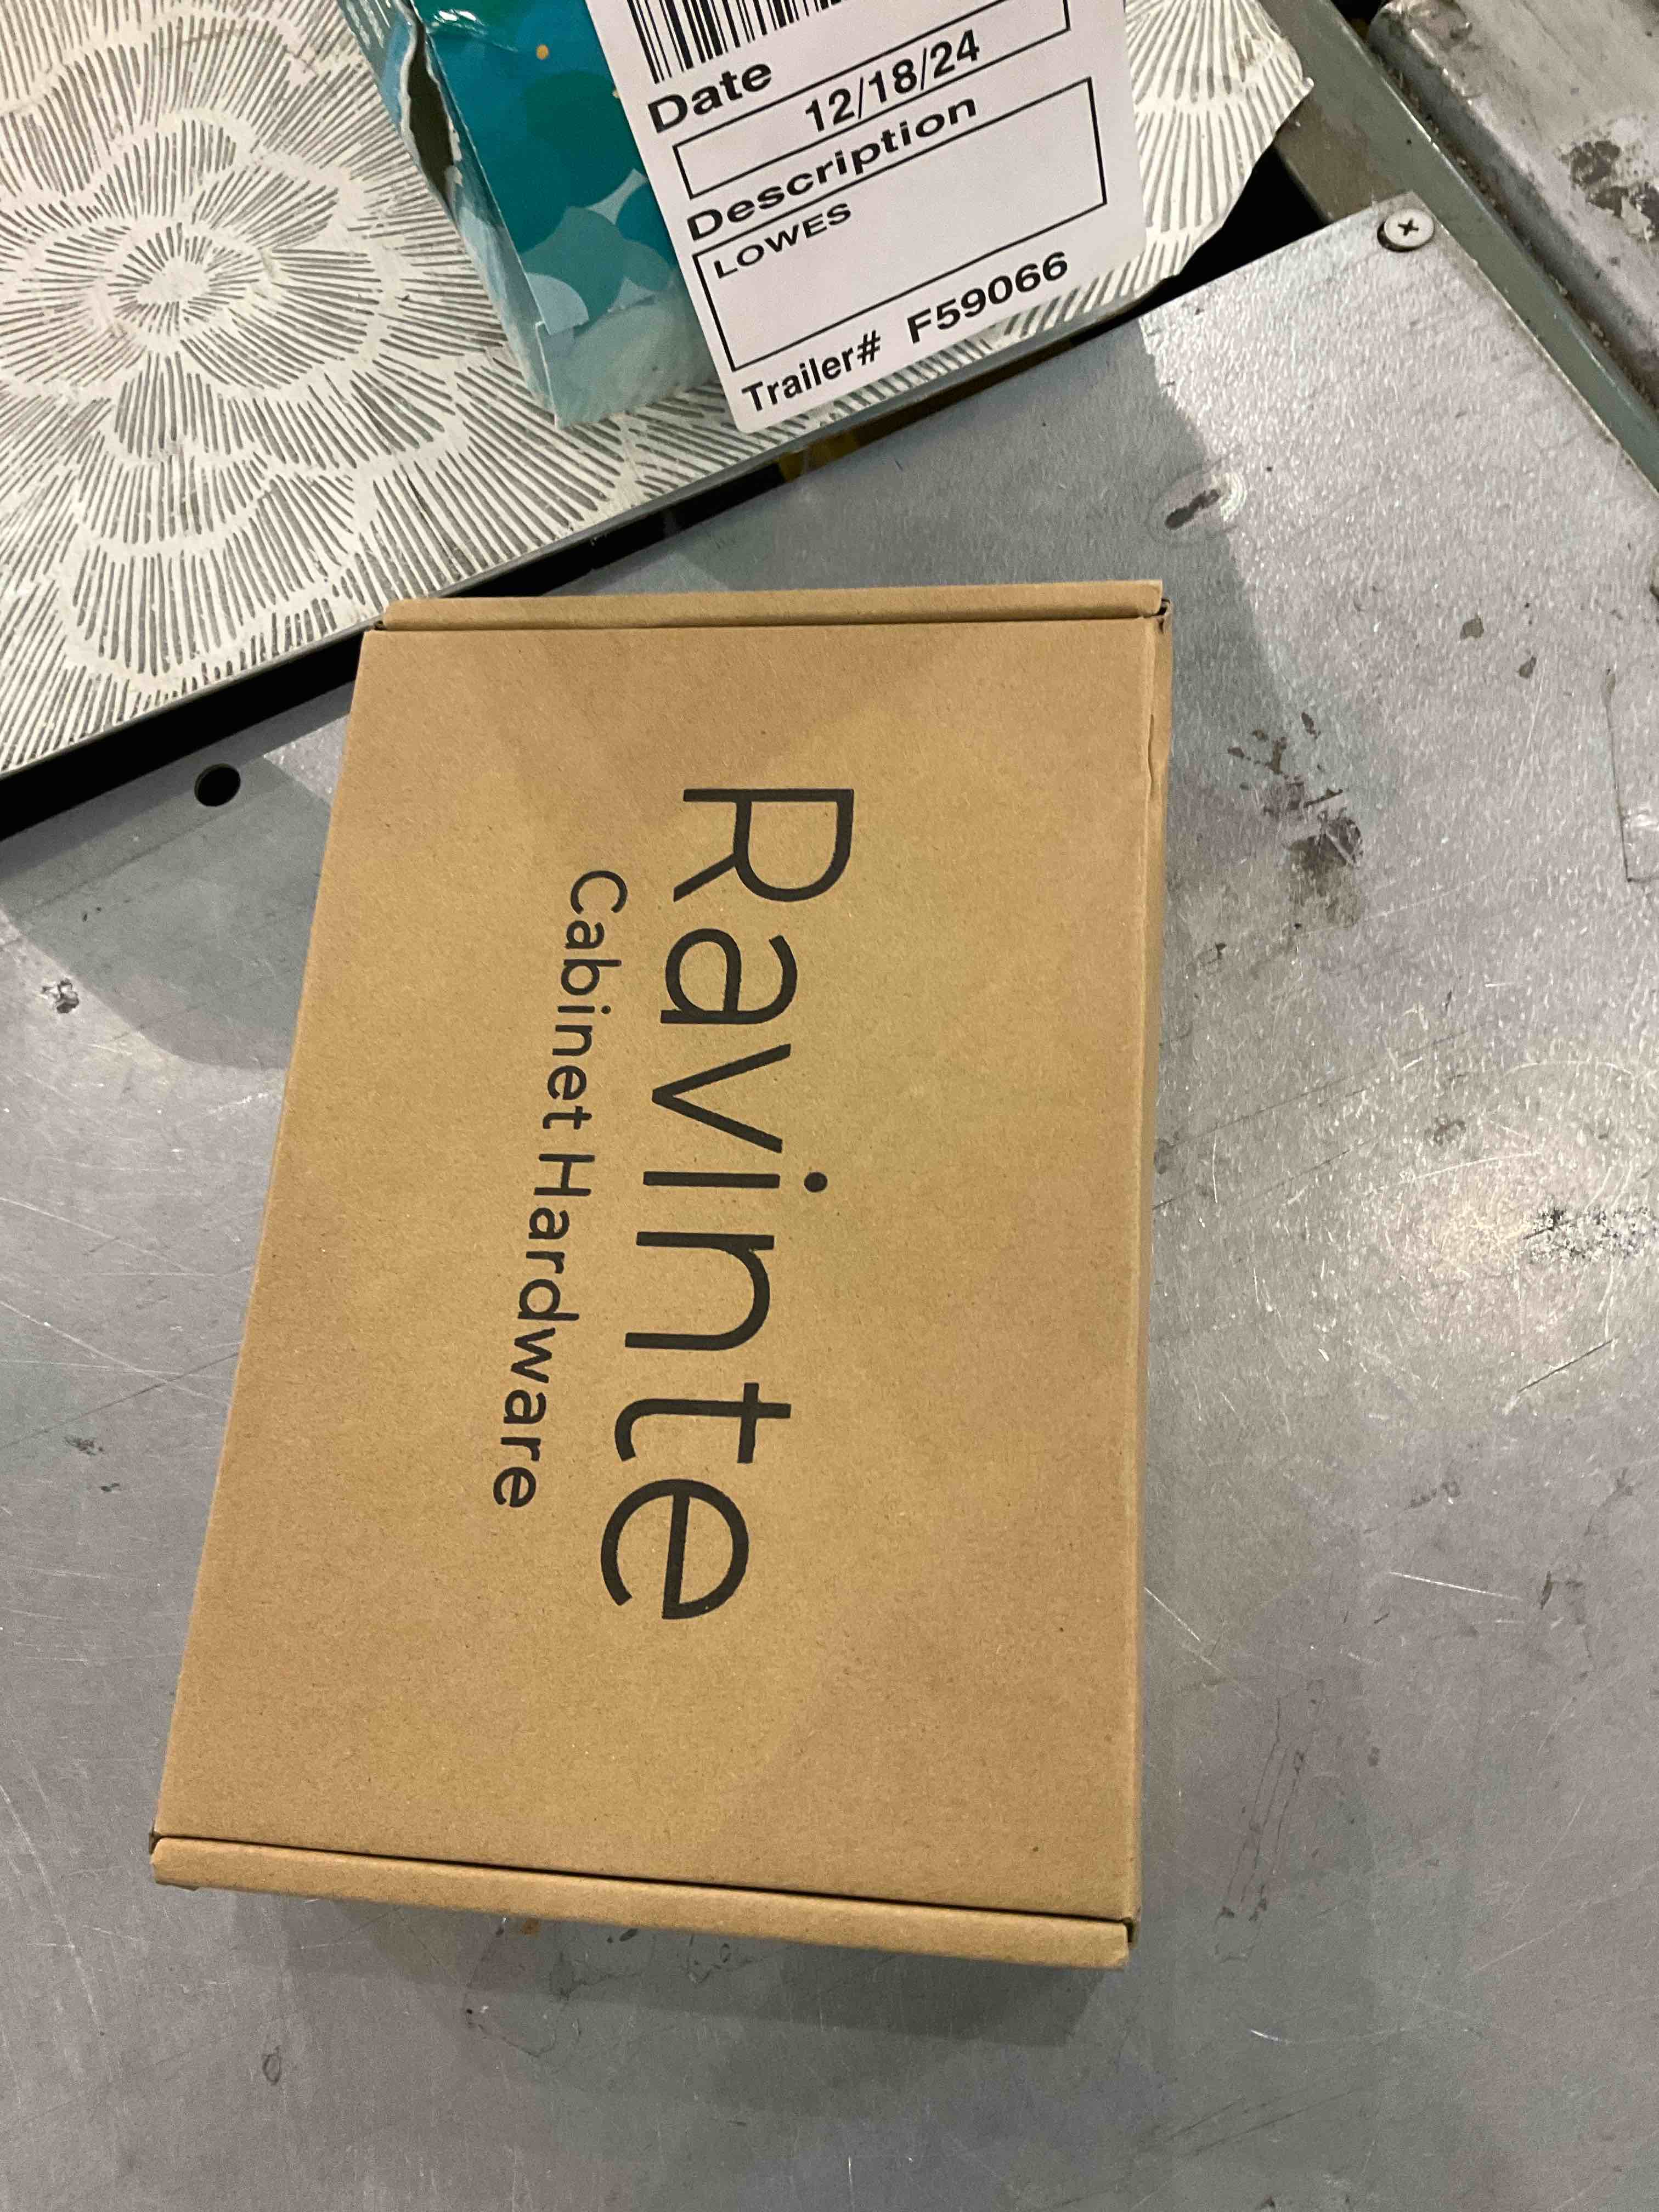 Date
12/18/24
Description
LOWES
Trailer# F59066
Ravinte
Cabinet Hardware